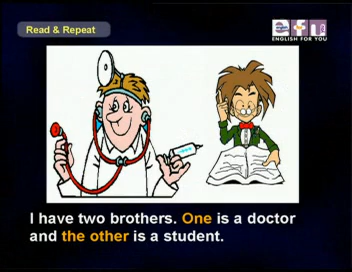 Read & Repeat
efu
ENGLISH FOR YOU
I have two brothers. One is a doctor
and the other is a student.